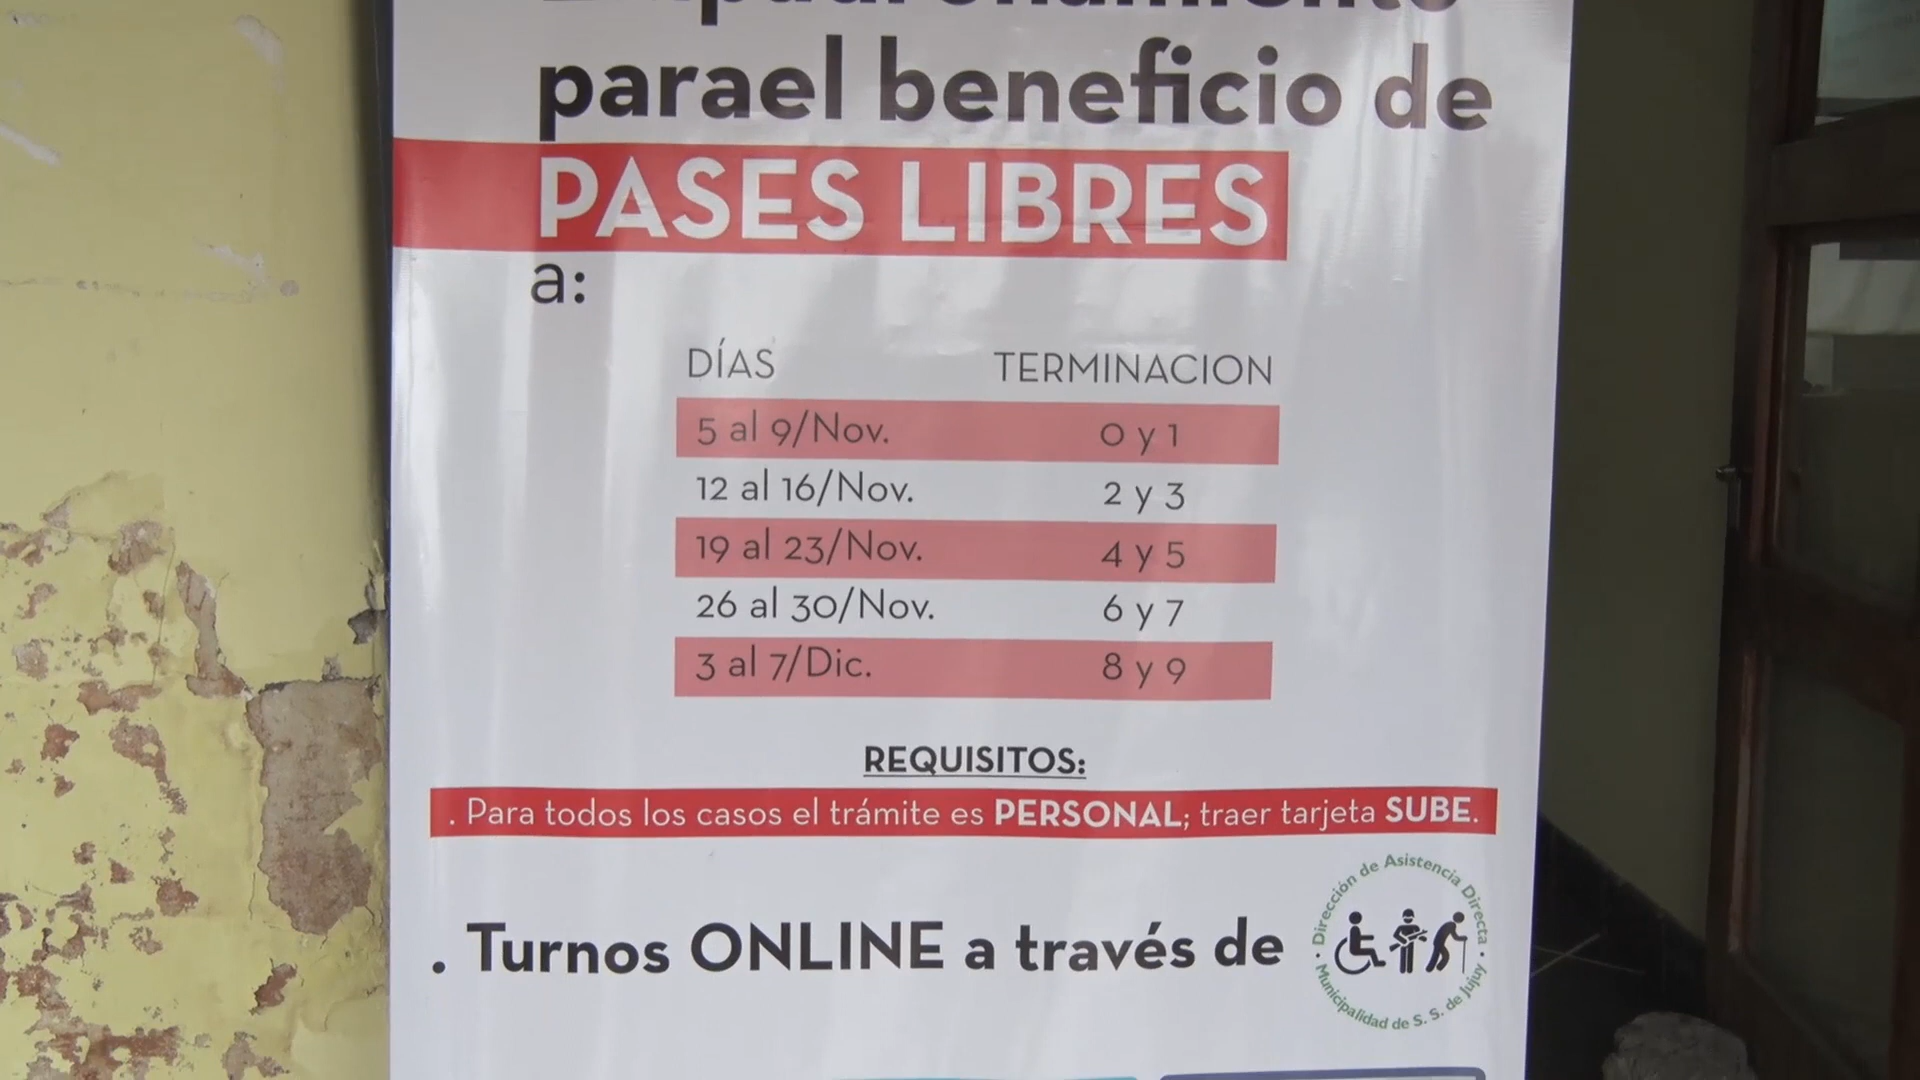 Empadronamiento
parael beneficio de
PASES LIBRES
a:
DÍAS TERMINACION
5 al 9/Nov. 0 y 1
12 al 16/Nov. 2 y 3
19 al 23/Nov. 4 y 5
26 al 30/Nov. 6 y 7
3 al 7/Dic. 8 y 9
REQUISITOS:
. Para todos los casos el trámite es PERSONAL; traer tarjeta SUBE.
. Turnos ONLINE a través de
Dirección de Asistencia Directa
· Municipalidad de S. S. de Jujuy ·